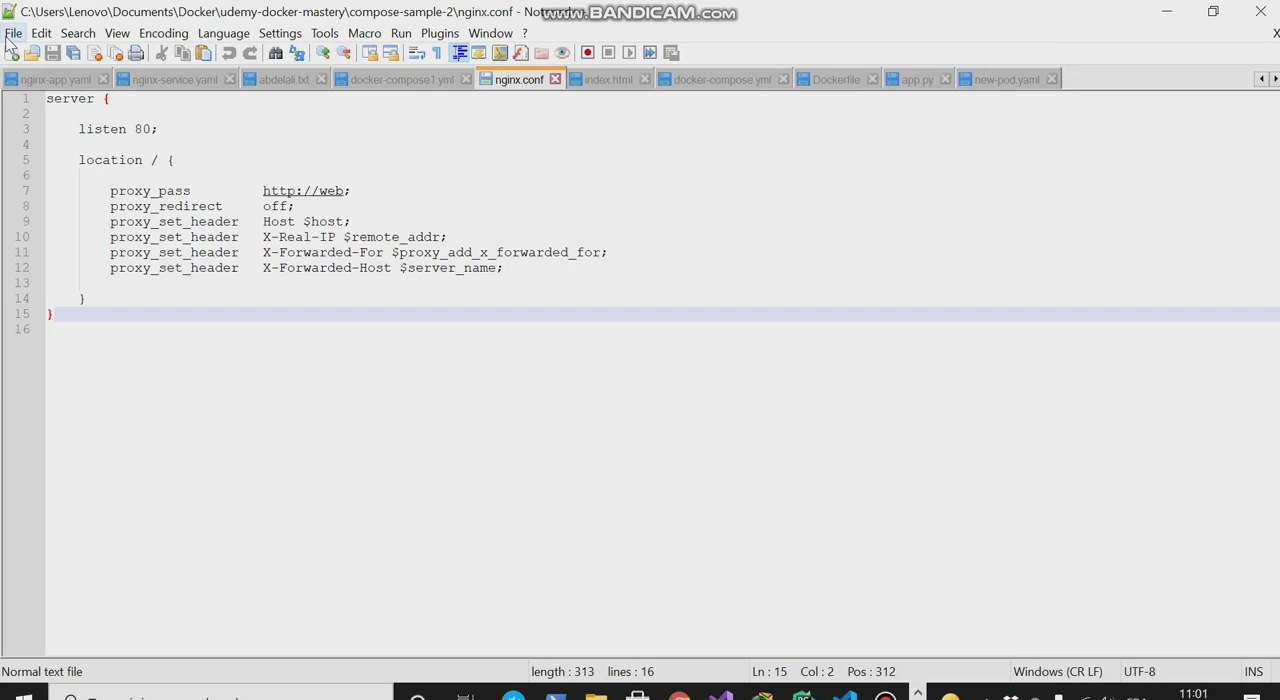 C:\Users\Lenovo\Documents\Docker\udemy-docker-mastery\compose-sample-2\nginx.conf - Not
www.BANDICAM.com
File Edit Search View Encoding Language Settings Tools Macro Run Plugins Window ? X
nginx-app.yaml nginx-service.yaml abdelali.txt docker-compose1.yml nginx.conf index.html docker-compose.yml Dockerfile app.py new-pod.yaml
1 server {
2
3 listen 80;
4
5 location / {
6
7 proxy_pass http://web;
8 proxy_redirect off;
9 proxy_set_header Host $host;
10 proxy_set_header X-Real-IP $remote_addr;
11 proxy_set_header X-Forwarded-For $proxy_add_x_forwarded_for;
12 proxy_set_header X-Forwarded-Host $server_name;
13
14 }
15 }
16
Normal text file length : 313 lines : 16 Ln : 15 Col : 2 Pos : 312 Windows (CR LF) UTF-8 INS
11:01